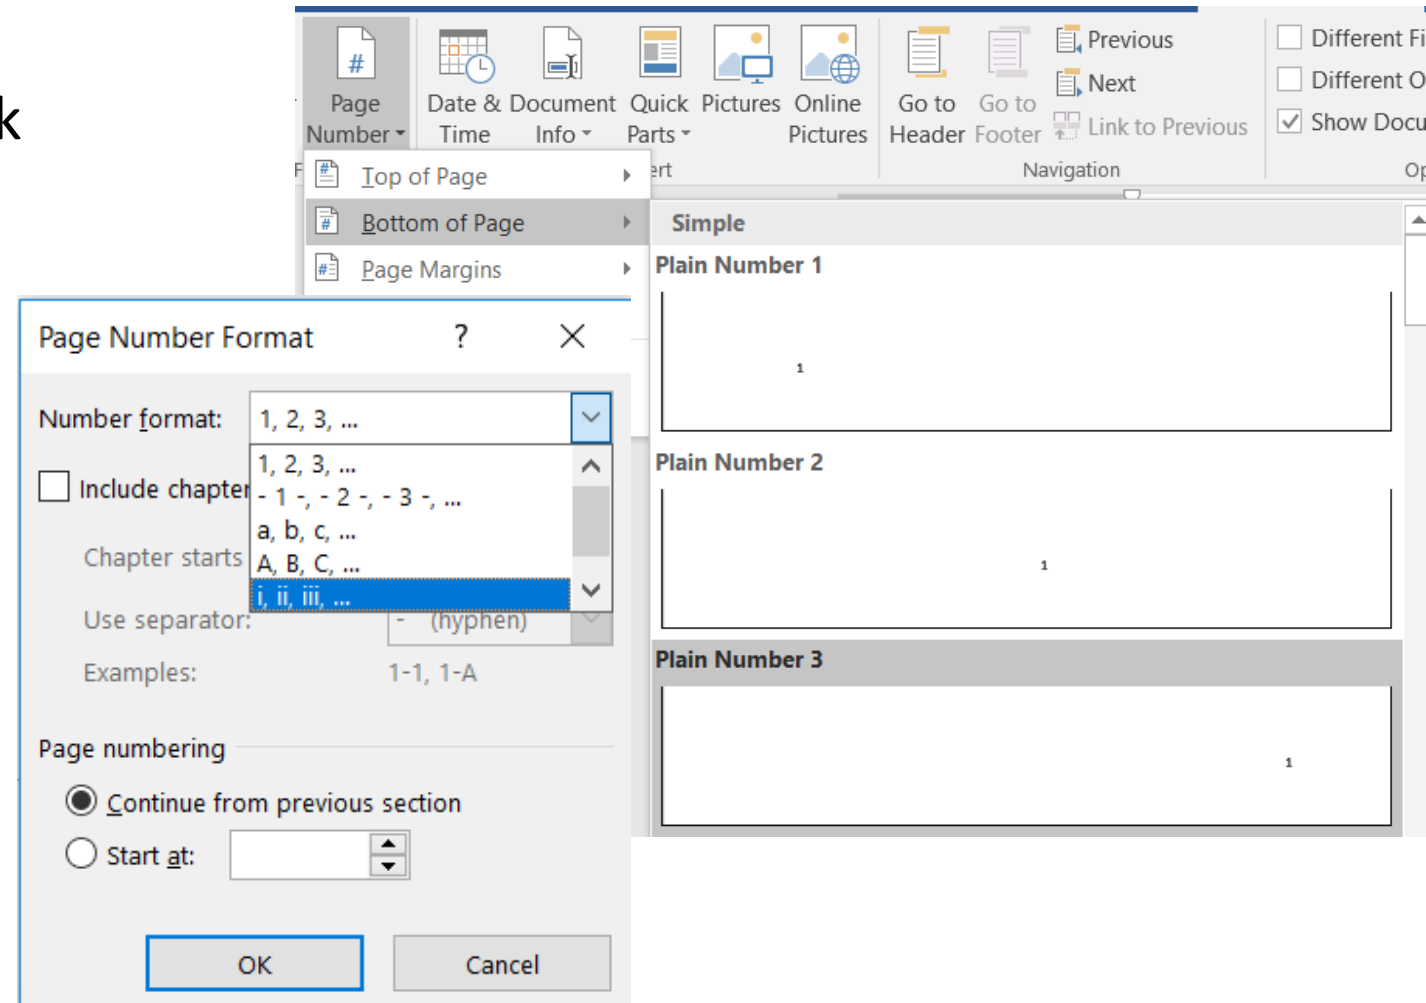 k
#
Page
Number
Date &
Time
Document
Info
Quick
Parts
Pictures
Online
Pictures
Go to
Header
Go to
Footer
Previous
Next
Link to Previous
Navigation
Different Fi
Different O
Show Docu
Op
F
ert
# Top of Page
# Bottom of Page
# Page Margins
Simple
Plain Number 1
1
Plain Number 2
1
Plain Number 3
1
Page Number Format ? 
Number format: 1, 2, 3, ...
1, 2, 3, ...
- 1 -, - 2 -, - 3 -, ...
a, b, c, ...
A, B, C, ...
i, ii, iii, ...
Include chapter
Chapter starts
Use separator: - (hyphen)
Examples: 1-1, 1-A
Page numbering
Continue from previous section
Start at:
OK Cancel